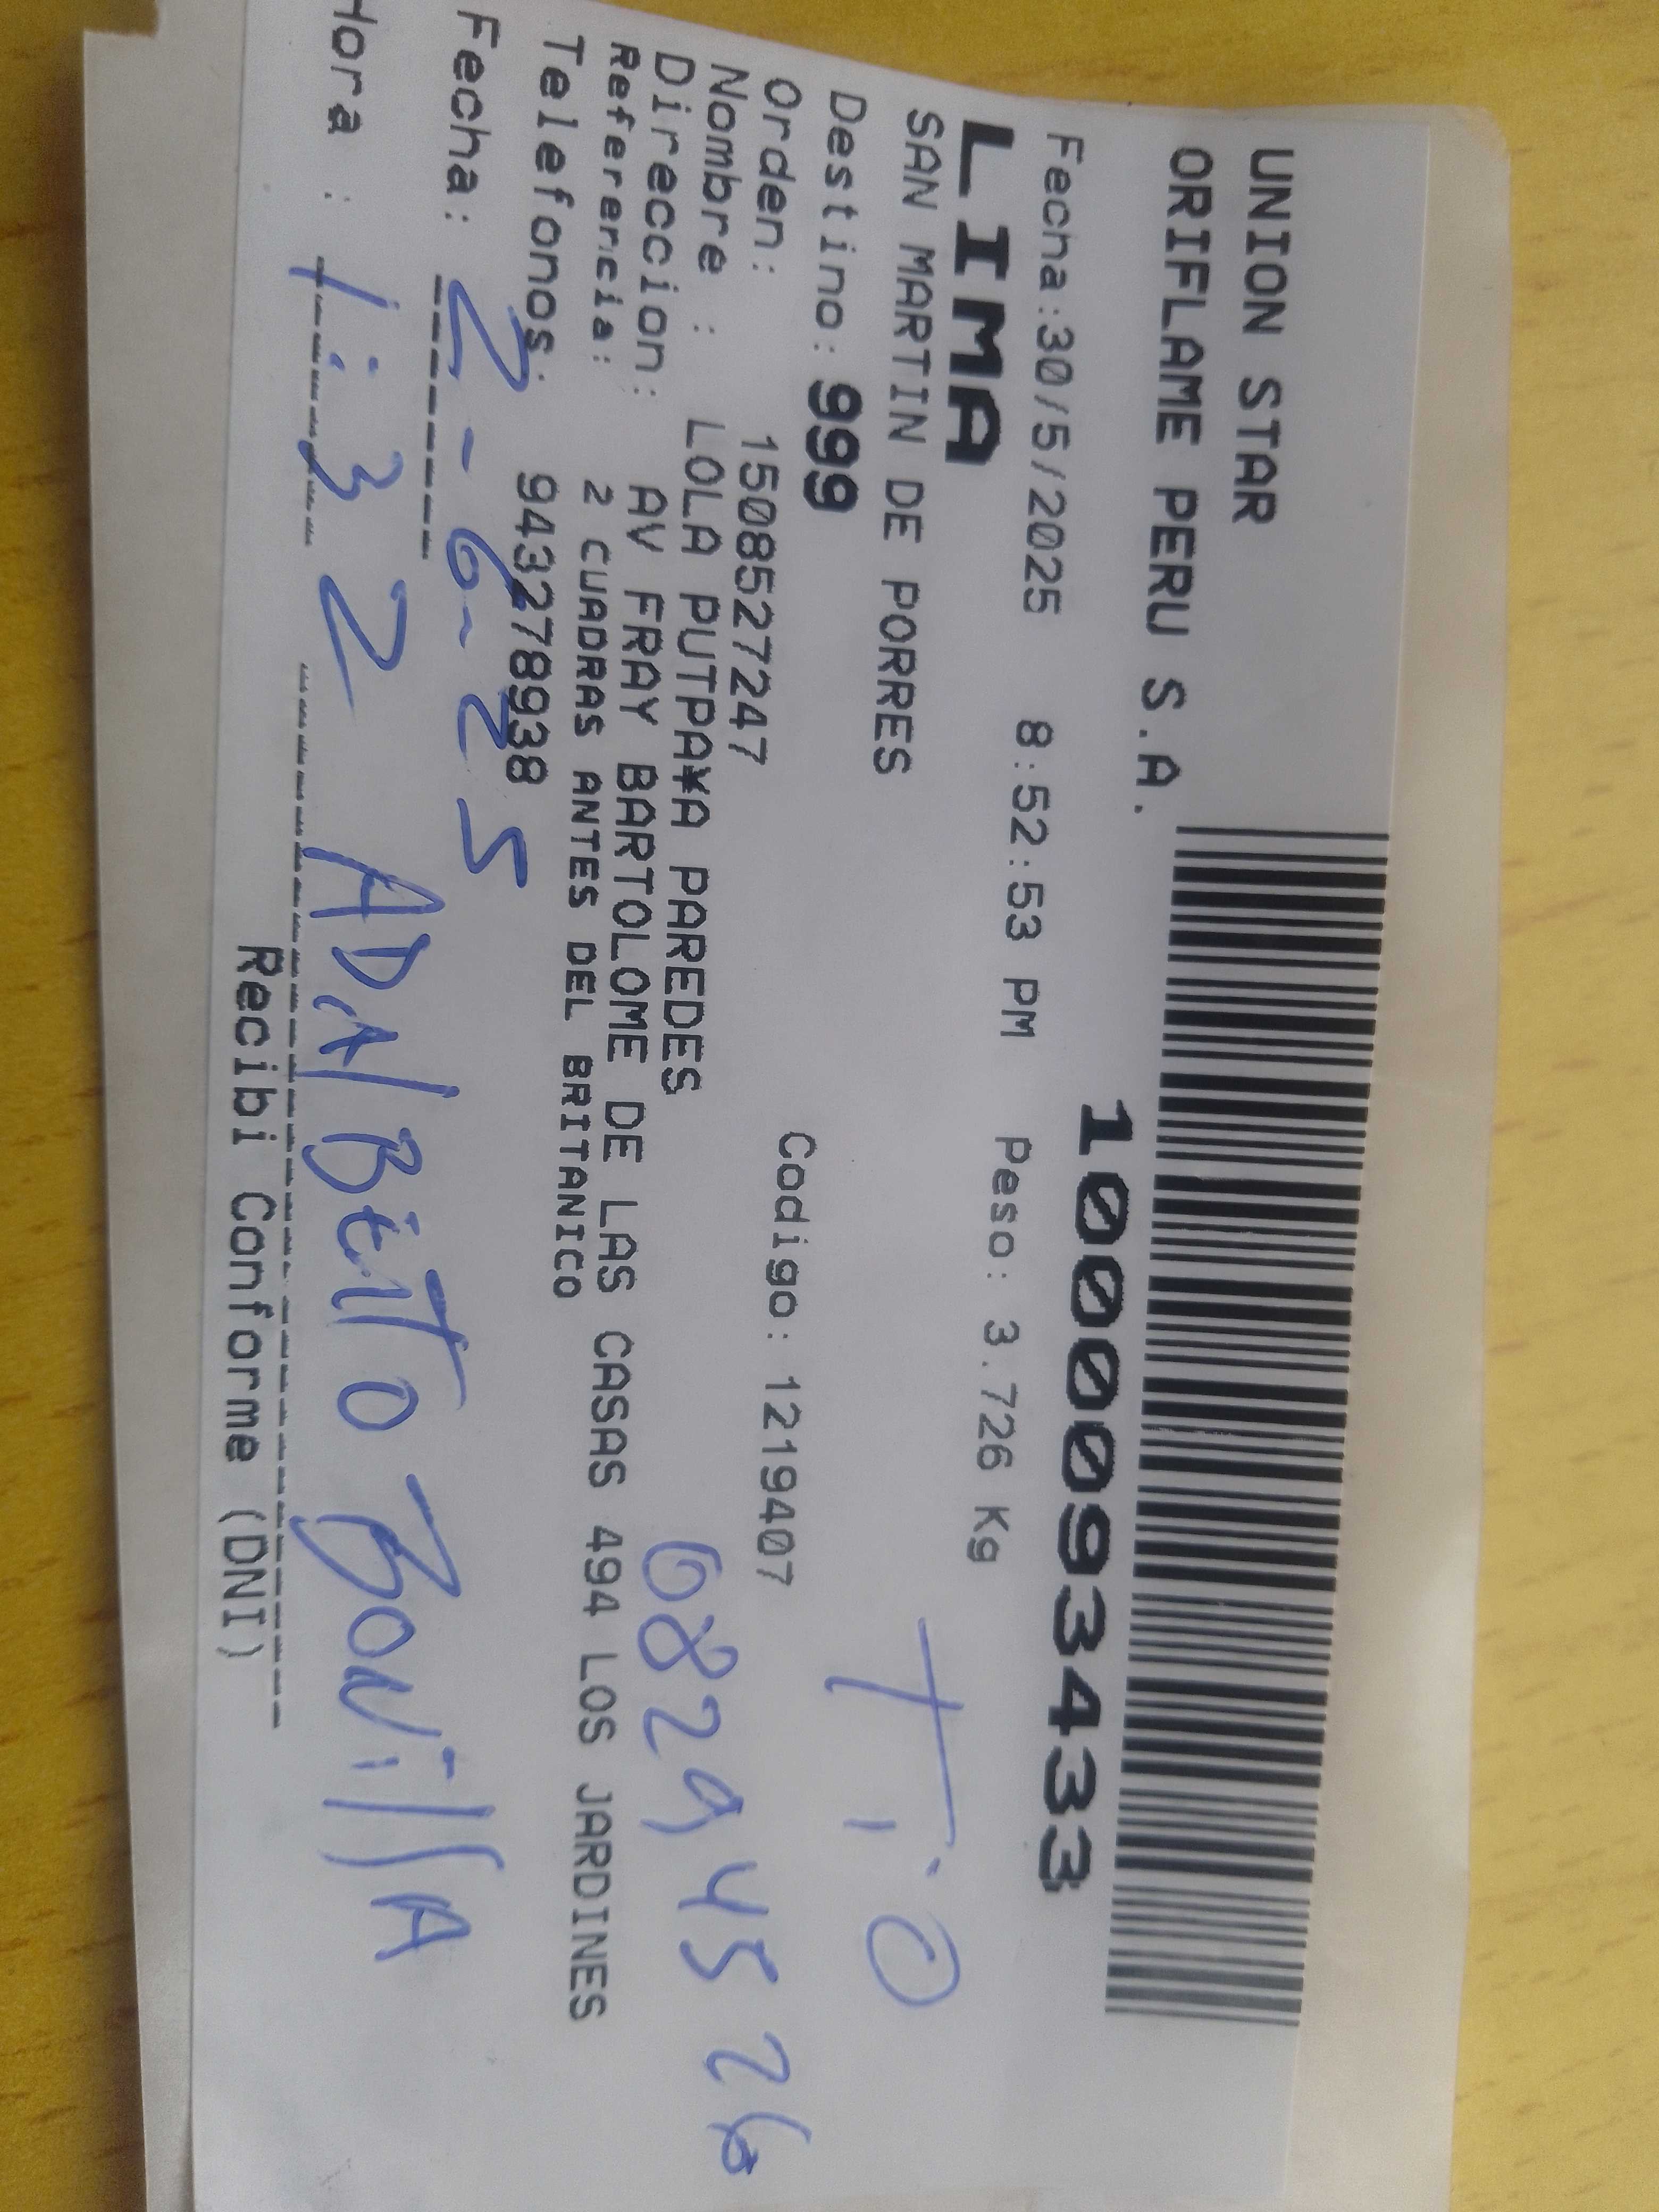 UNION STAR
ORIFLAME PERU S.A.
10000934333
Fecha:30/5/2025 8:52:53 PM Peso: 3.726 Kg
LIMA
SAN MARTIN DE PORRES
TiO
Destino: 999
Orden: 1508527247 Codigo: 1219407
Nombre : LOLA PUTPA¥A PAREDES
08294526
Direccion: AV FRAY BARTOLOME DE LAS CASAS 494 LOS JARDINES
Referencia: 2 CUADRAS ANTES DEL BRITANICO
Telefonos: 943278938
Fecha: 2-6-25
Hora : 1:32 Bonilla
Recibi Conforme (DNI)